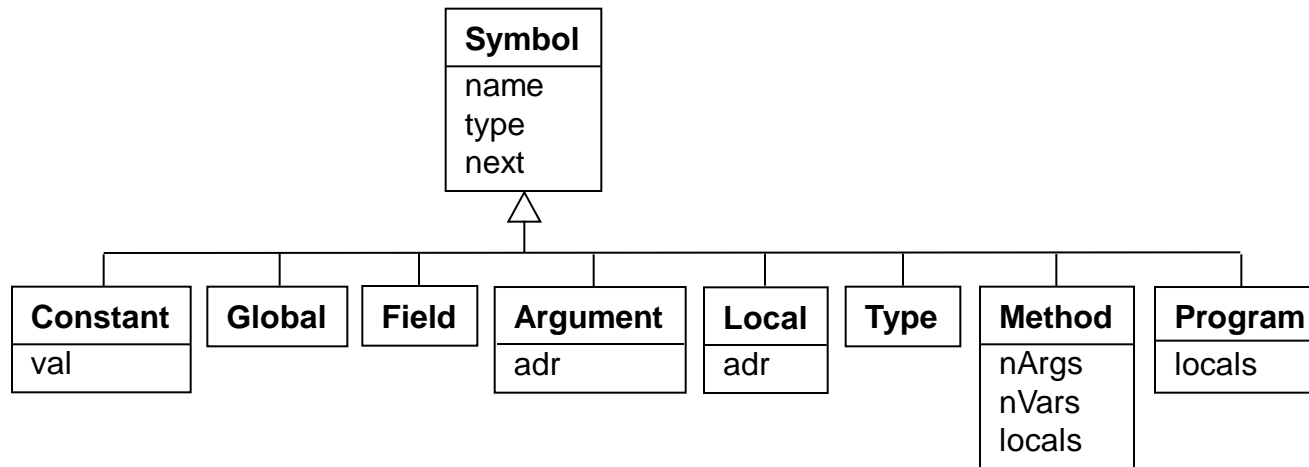 Symbol
name
type
next
Constant
val
Global
Field
Argument
adr
Local
adr
Type
Method
nArgs
nVars
locals
Program
locals